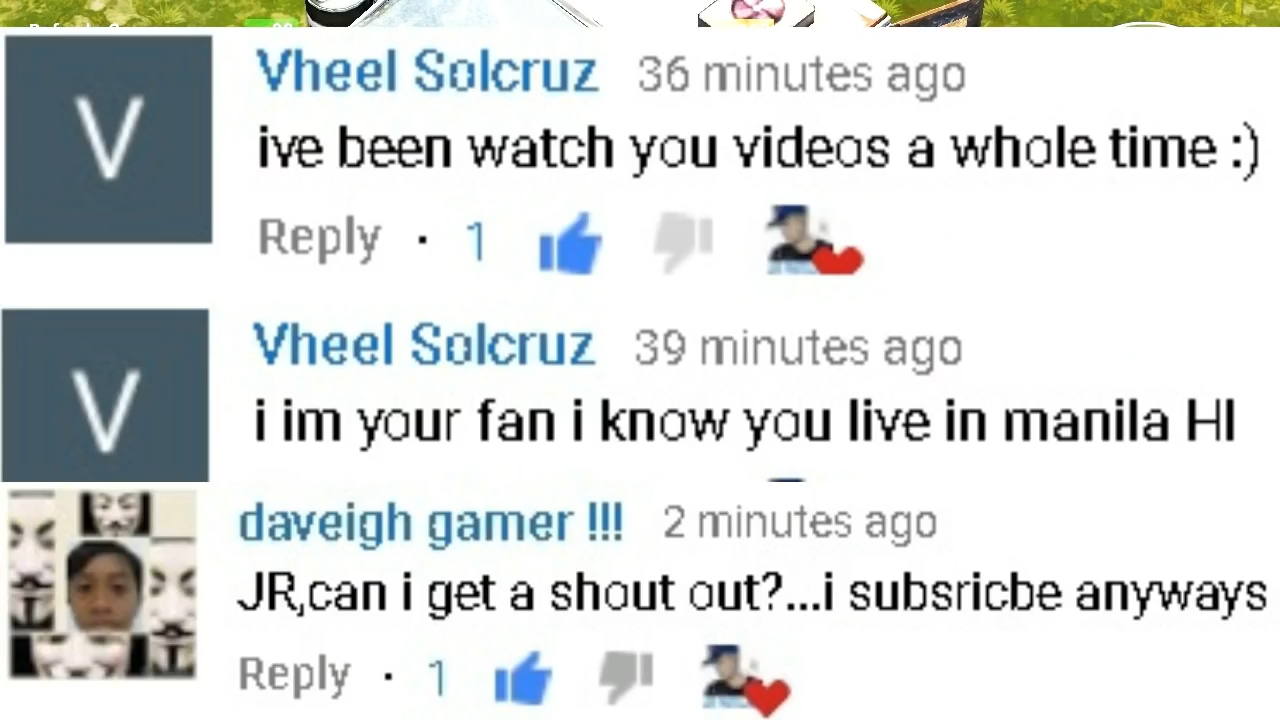 V
Vheel Solcruz 36 minutes ago
ive been watch you videos a whole time :)
Reply · 1
V
Vheel Solcruz 39 minutes ago
i im your fan i know you live in manila HI
daveigh gamer !!! 2 minutes ago
JR,can i get a shout out?...i subsricbe anyways
Reply · 1